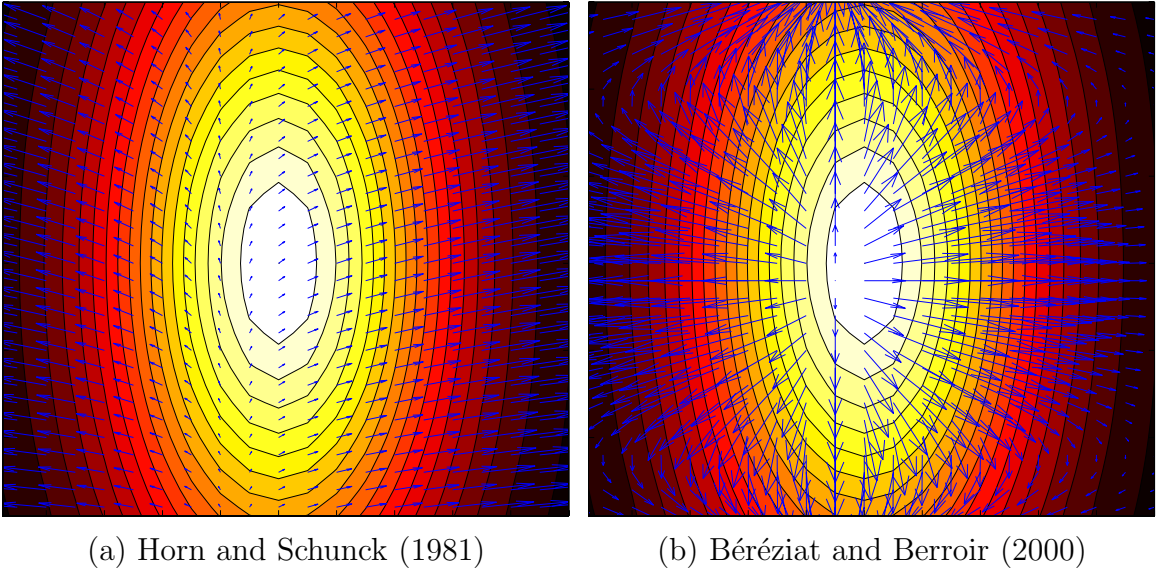 (a) Horn and Schunck (1981)
(b) Béréziat and Berroir (2000)